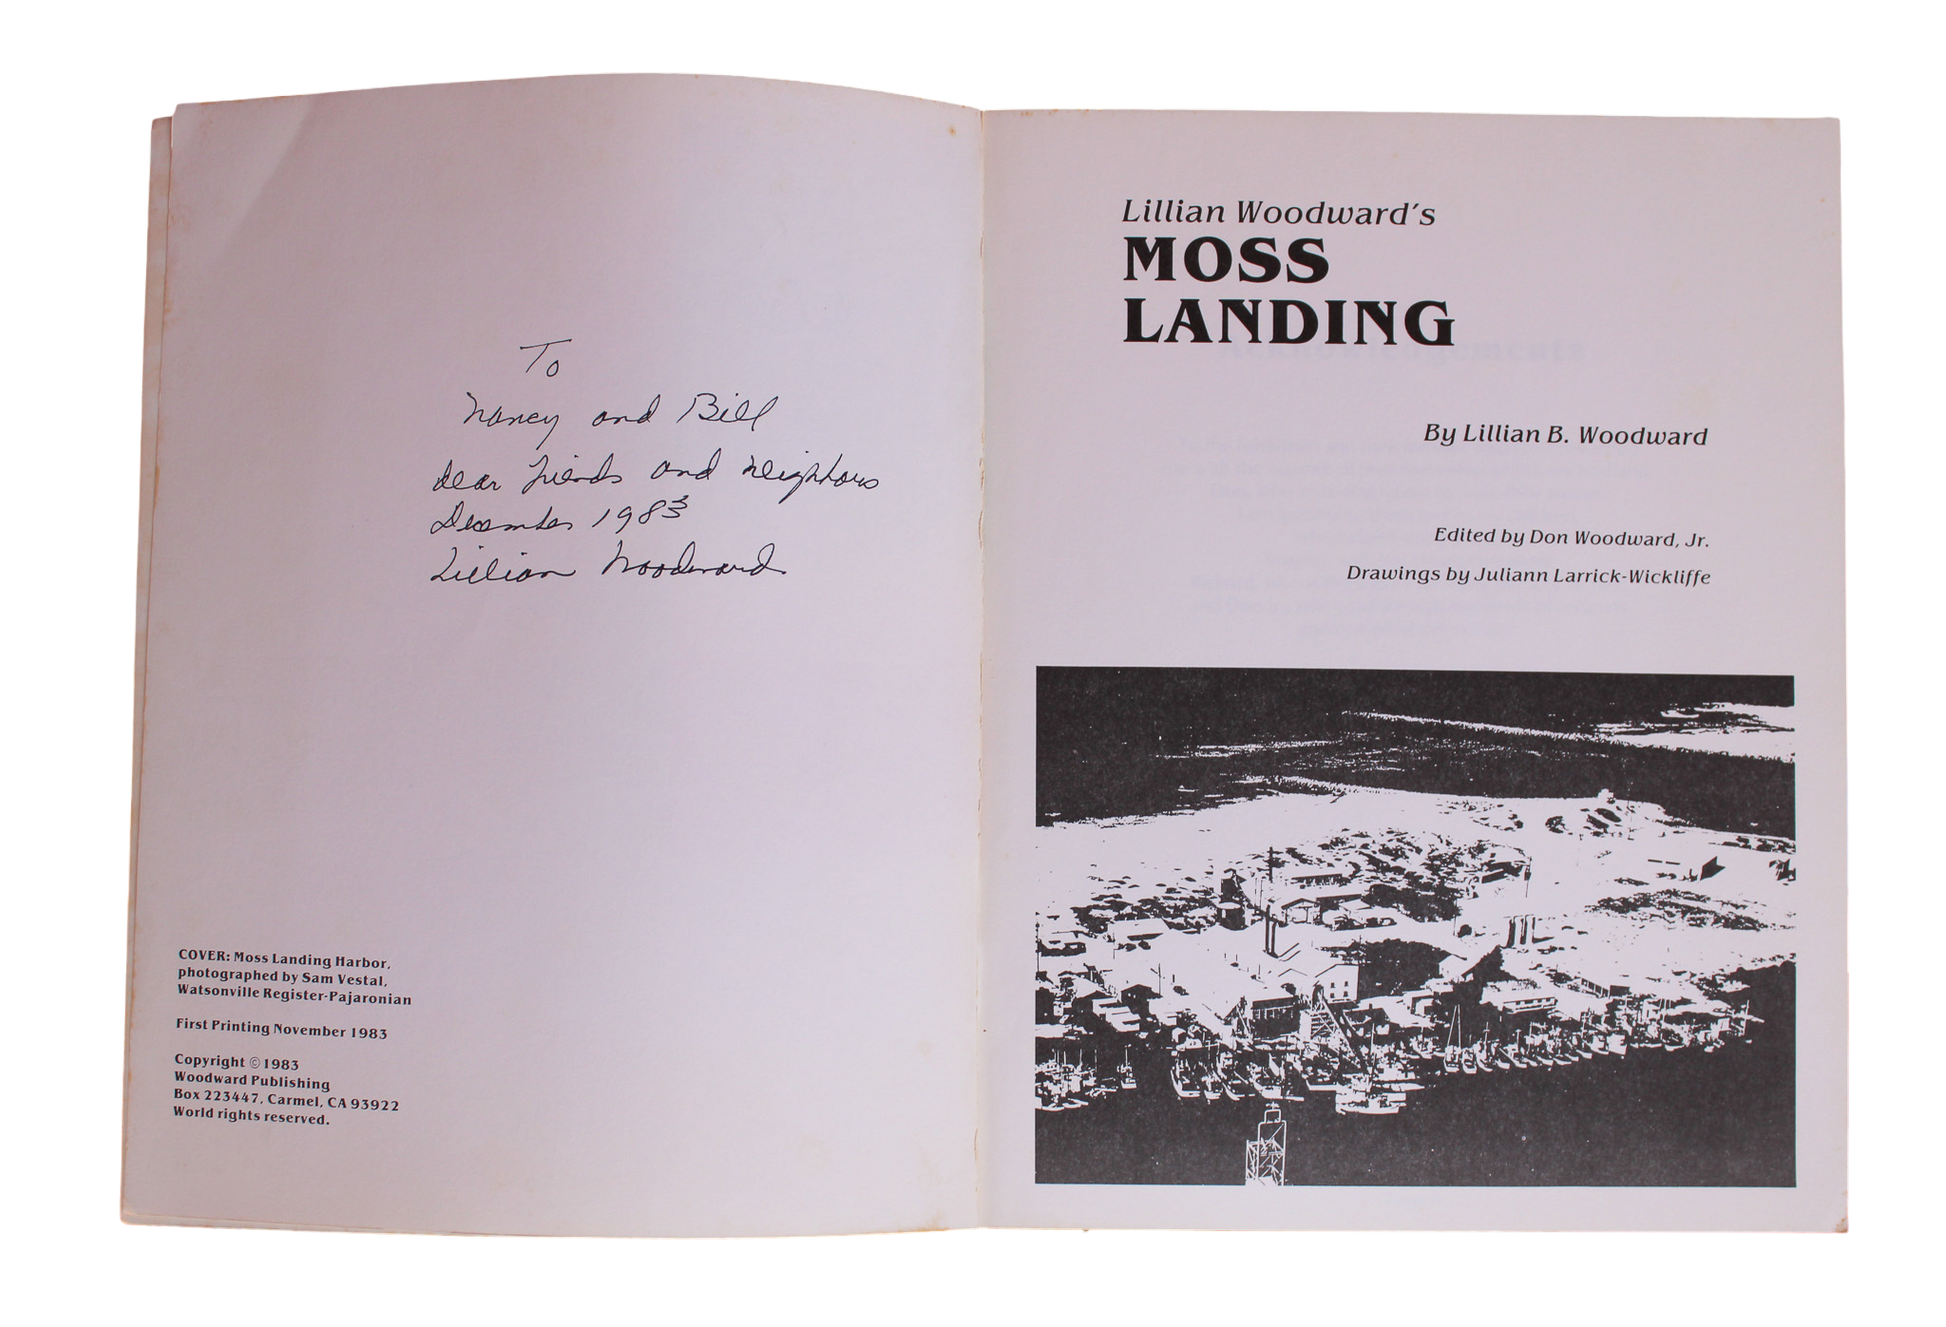 To
Nancy and Bill
dear friends and neighbors
December 1983
Lillian Woodward
COVER: Moss Landing Harbor,
photographed by Sam Vestal,
Watsonville Register-Pajaronian
First Printing November 1983
Copyright © 1983
Woodward Publishing
Box 223447, Carmel, CA 93922
World rights reserved.
Lillian Woodward's
MOSS
LANDING
By Lillian B. Woodward
Edited by Don Woodward, Jr.
Drawings by Juliann Larrick-Wickliffe
Acknowledgements